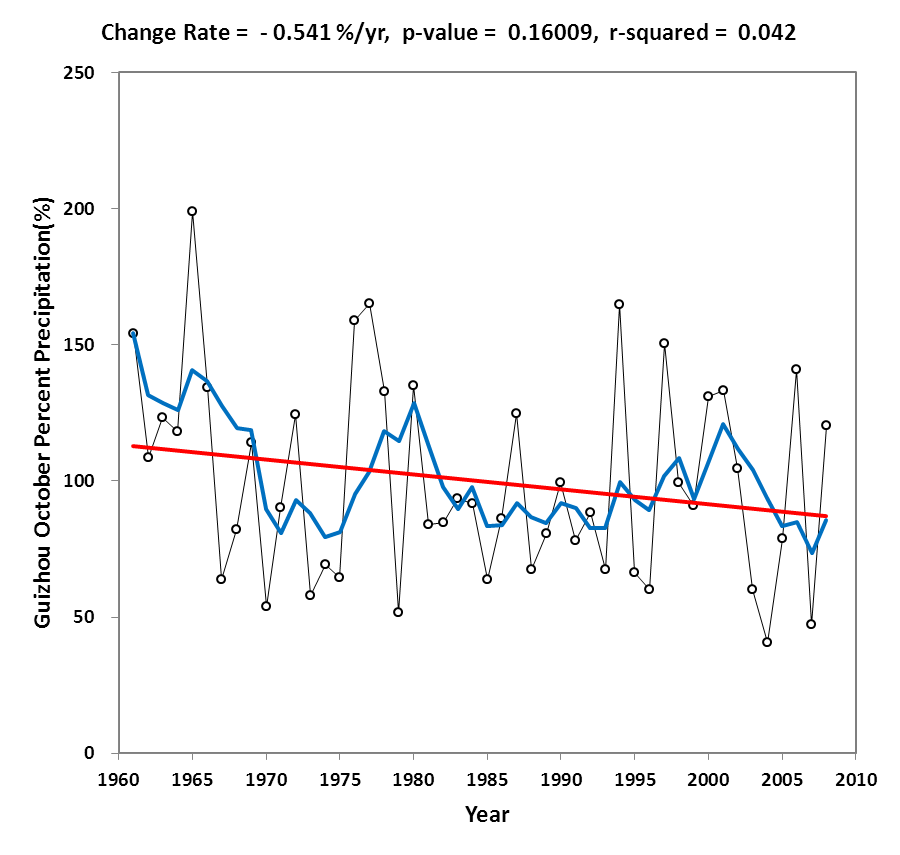 Change Rate = - 0.541 %/yr, p-value = 0.16009, r-squared = 0.042
250
200
150
100
50
0
Guizhou October Percent Precipitation(%)
1960 1965 1970 1975 1980 1985 1990 1995 2000 2005 2010
Year